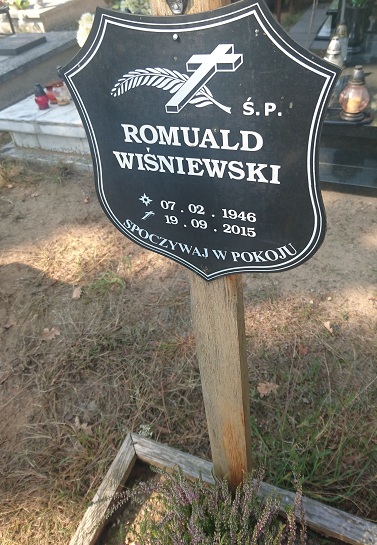 Ś.P.
ROMUALD
WIŚNIEWSKI
07.02.1946
19.09.2015
SPOCZYWAJ W POKOJU